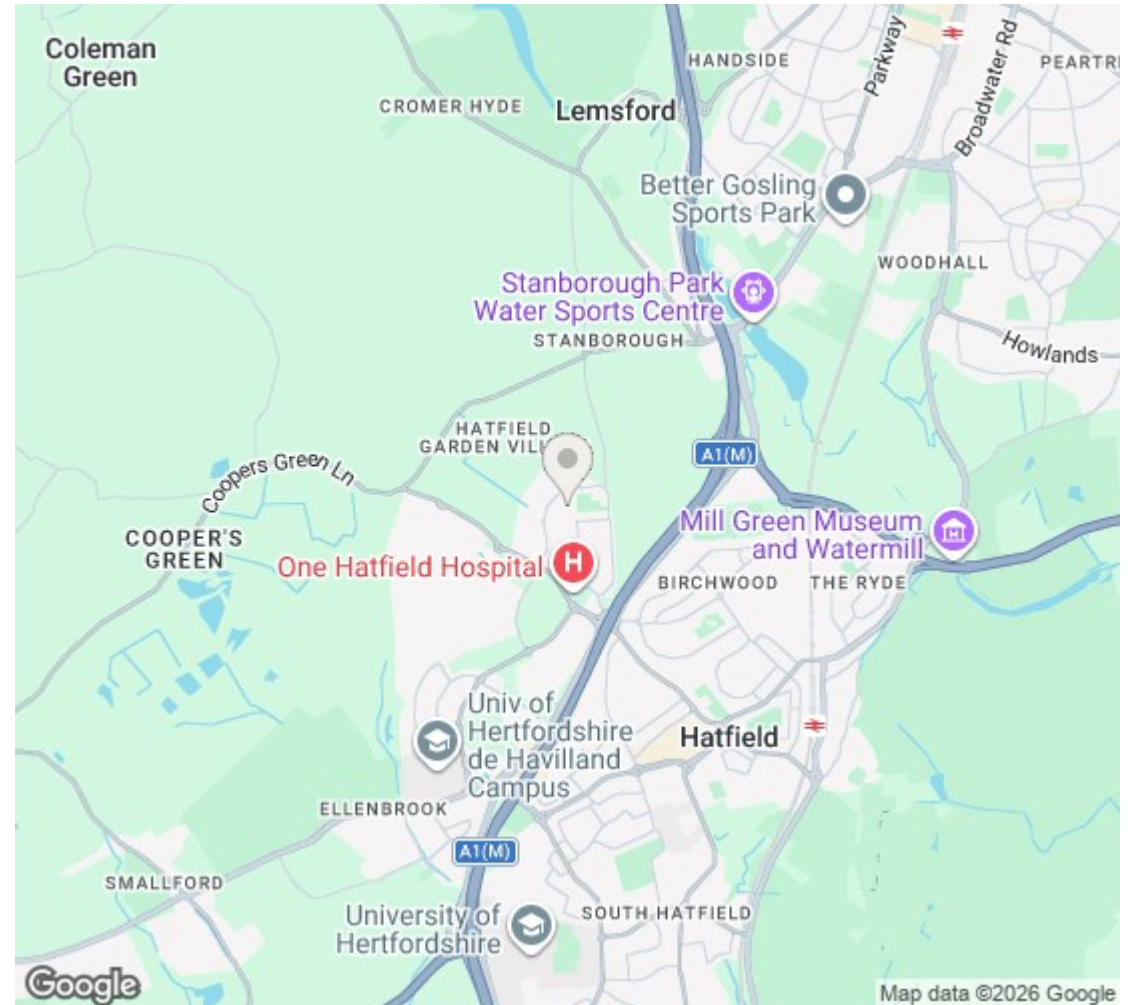 Coleman
Green
HANDSIDE
Parkway
Broadwater Rd
CROMER HYDE
Lemsford
Better Gosling
Sports Park
WOODHALL
Stanborough Park
Water Sports Centre
STANBOROUGH
Howlands
HATFIELD
GARDEN VILL
A1(M)
Coopers Green Ln
COOPER'S
GREEN
Mill Green Museum
and Watermill
One Hatfield Hospital
H
BIRCHWOOD
THE RYDE
Univ of
Hertfordshire
de Havilland
Campus
Hatfield
ELLENBROOK
A1(M)
SMALLFORD
University of
Hertfordshire
SOUTH HATFIELD
Google
Map data ©2026 Google